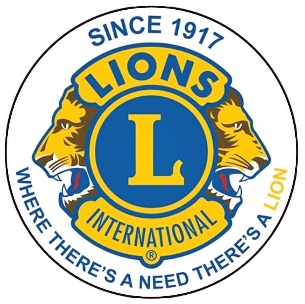 SINCE 1917
LIONS
L
INTERNATIONAL
®
WHERE THERE'S A NEED THERE'S A LION